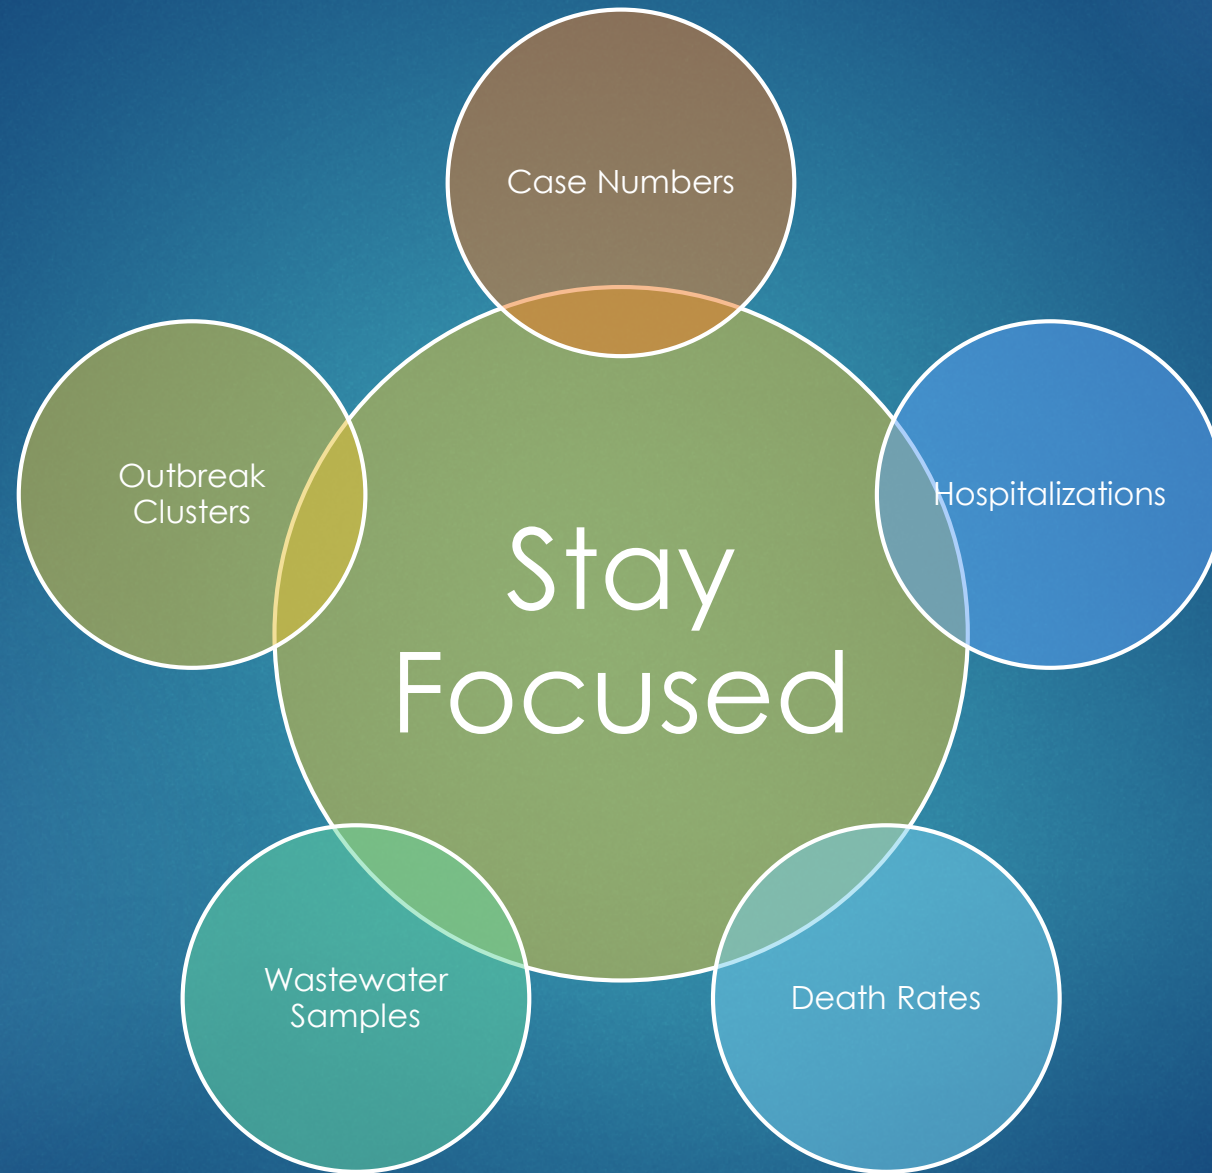 Case Numbers
Hospitalizations
Death Rates
Wastewater
Samples
Outbreak
Clusters
Stay
Focused